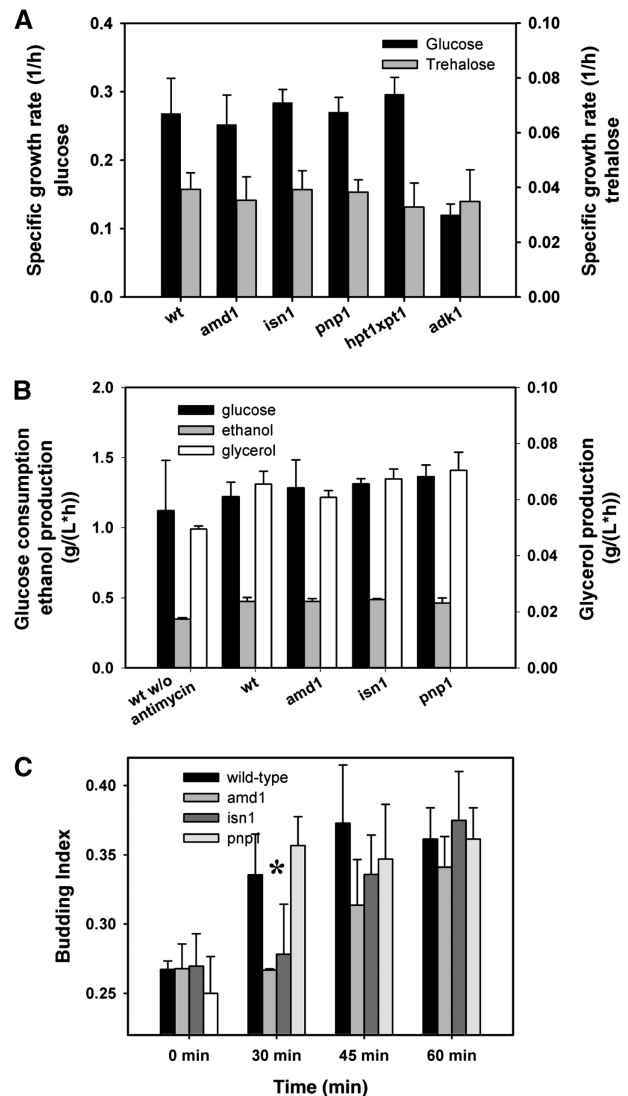 A
Specific growth rate (1/h)
glucose
0.4
0.3
0.2
0.1
0.0
Glucose
Trehalose
0.10
0.08
0.06
0.04
0.02
0.00
Specific growth rate (1/h)
trehalose
wt
amd1
isn1
pnp1
hpt1xpt1
adk1
B
Glucose consumption
ethanol production
(g/(L*h))
2.0
1.5
1.0
0.5
0.0
glucose
ethanol
glycerol
0.10
0.08
0.06
0.04
0.02
0.00
Glycerol production
(g/(L*h))
wt w/o
antimycin
wt
amd1
isn1
pnp1
C
Budding Index
0.40
0.35
0.30
0.25
wild-type
amd1
isn1
pnp1
*
0 min
30 min
45 min
60 min
Time (min)